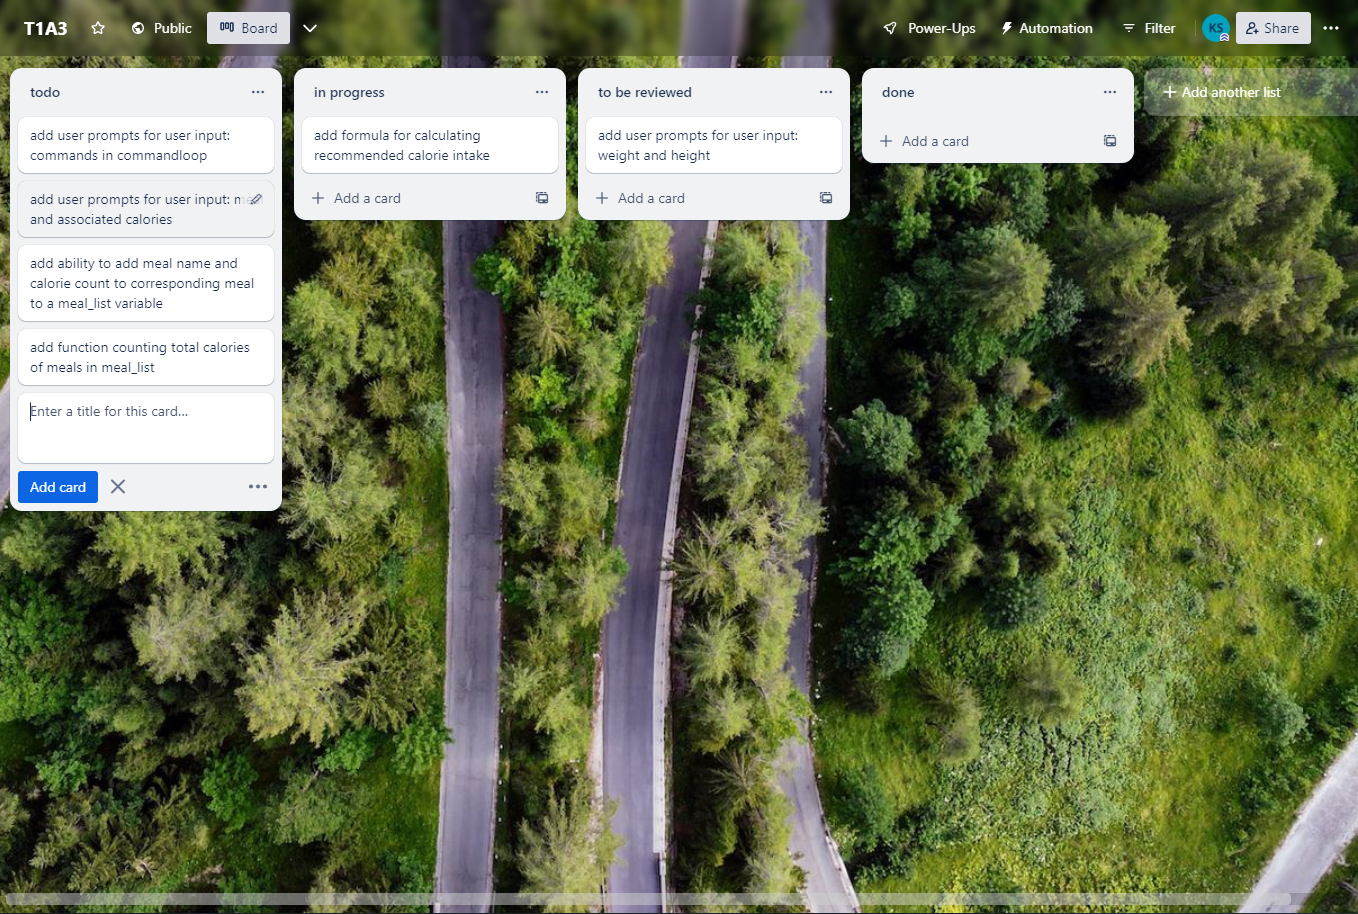 T1A3
Public
Board
Power-Ups
Automation
Filter
KS
Share
todo
add user prompts for user input:
commands in commandloop
add user prompts for user input:
and associated calories
add ability to add meal name and
calorie count to corresponding meal
to a meal_list variable
add function counting total calories
of meals in meal_list
Enter a title for this card...
Add card
in progress
add formula for calculating
recommended calorie intake
Add a card
to be reviewed
add user prompts for user input:
weight and height
Add a card
done
Add a card
Add another list